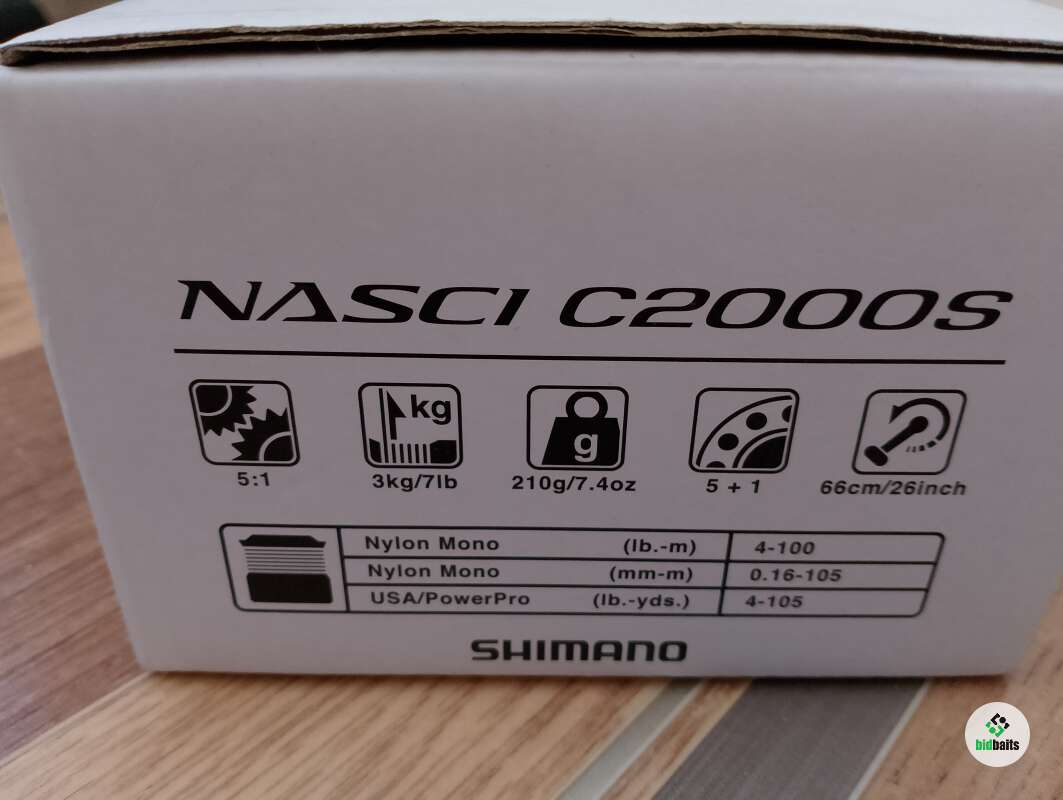 NASCI C2000S
kg
g
5:1 3kg/7lb 210g/7.4oz 5 + 1 66cm/26inch
Nylon Mono (lb.-m) 4-100
Nylon Mono (mm-m) 0.16-105
USA/PowerPro (lb.-yds.) 4-105
SHIMANO
bidbaits